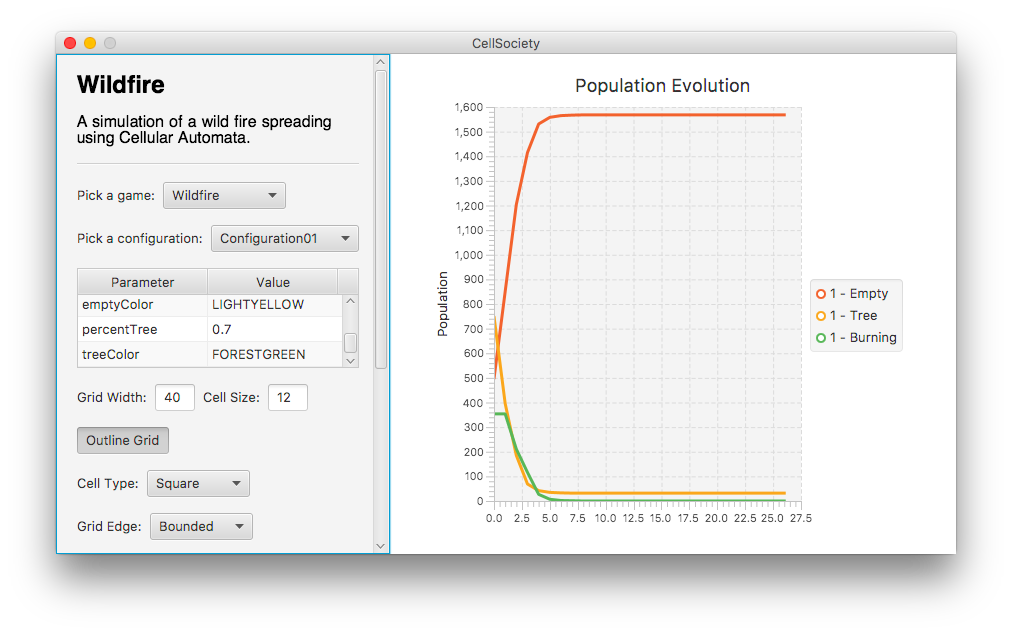 CellSociety
Wildfire
A simulation of a wild fire spreading
using Cellular Automata.
Pick a game: Wildfire
Pick a configuration: Configuration01
Parameter Value
emptyColor LIGHTYELLOW
percentTree 0.7
treeColor FORESTGREEN
Grid Width: 40 Cell Size: 12
Outline Grid
Cell Type: Square
Grid Edge: Bounded
Population Evolution
Population
1,600
1,500
1,400
1,300
1,200
1,100
1,000
900
800
700
600
500
400
300
200
100
0
0.0 2.5 5.0 7.5 10.0 12.5 15.0 17.5 20.0 22.5 25.0 27.5
1 - Empty
1 - Tree
1 - Burning